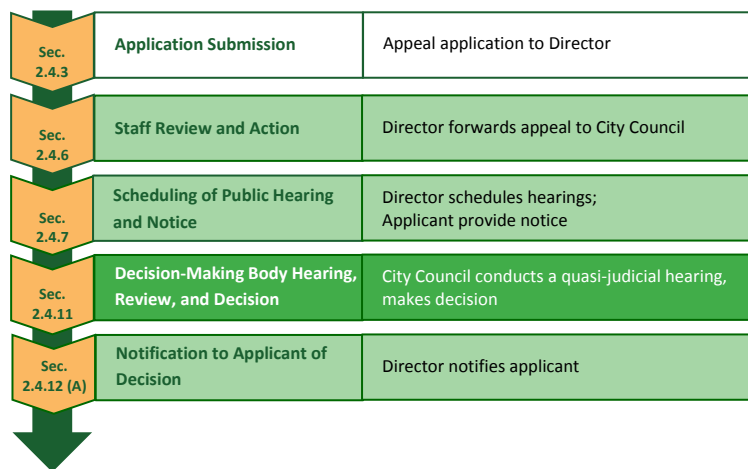 Sec.
2.4.3
Application Submission
Appeal application to Director
Sec.
2.4.6
Staff Review and Action
Director forwards appeal to City Council
Sec.
2.4.7
Scheduling of Public Hearing
and Notice
Director schedules hearings;
Applicant provide notice
Sec.
2.4.11
Decision-Making Body Hearing,
Review, and Decision
City Council conducts a quasi-judicial hearing,
makes decision
Sec.
2.4.12 (A)
Notification to Applicant of
Decision
Director notifies applicant